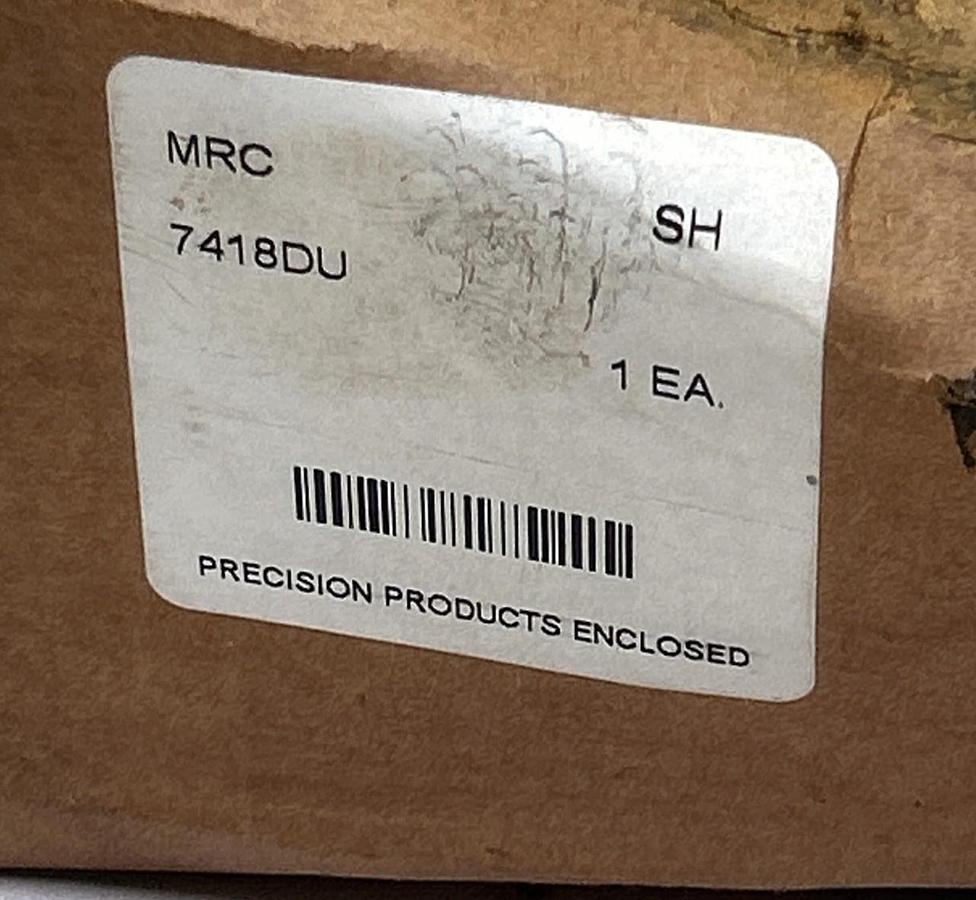 MRC
SH
7418DU
1 EA.
PRECISION PRODUCTS ENCLOSED